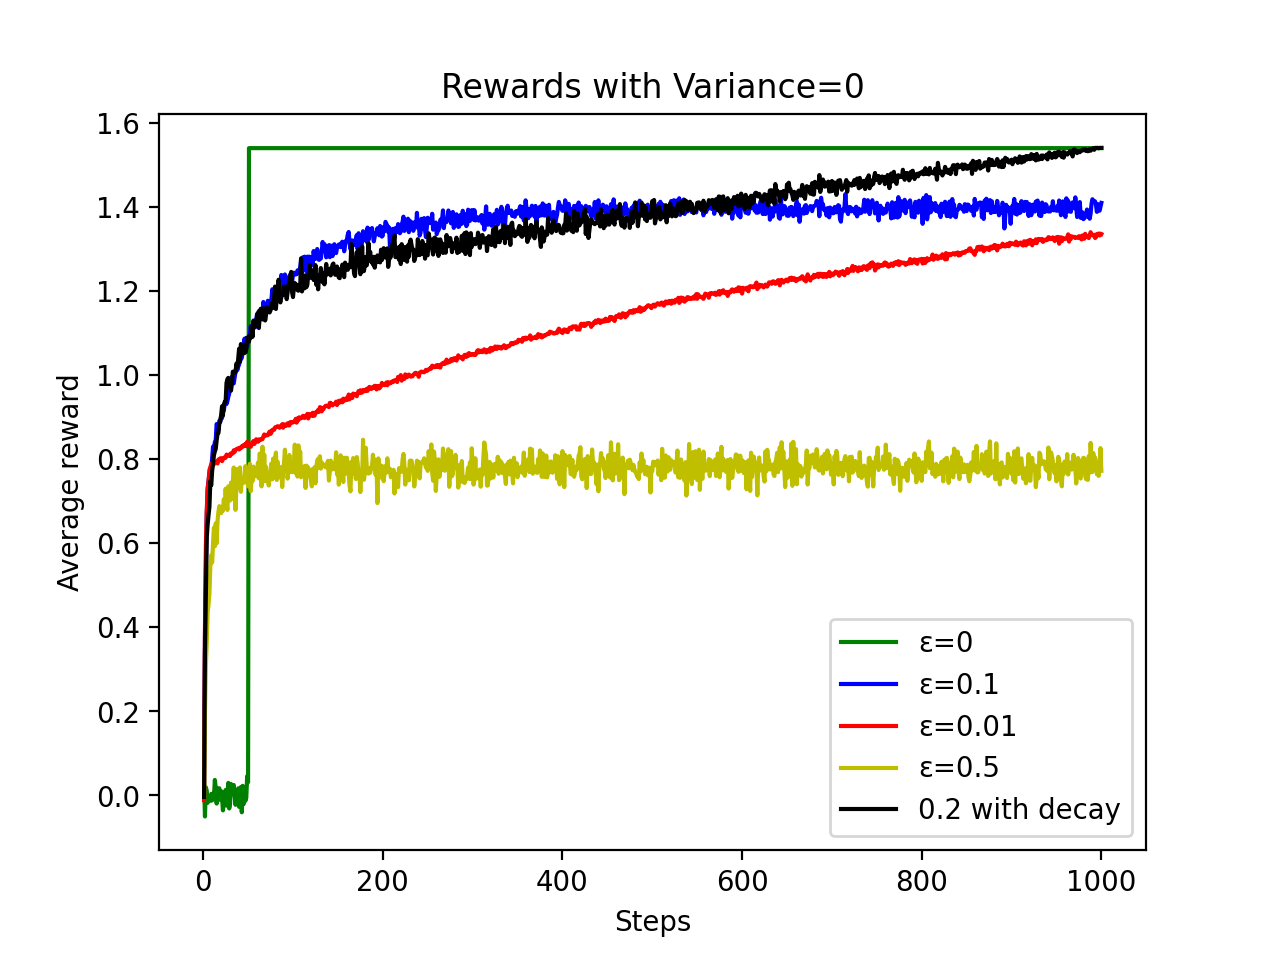 Rewards with Variance=0
1.6
1.4
1.2
1.0
0.8
0.6
0.4
0.2
0.0
Average reward
ε=0
ε=0.1
ε=0.01
ε=0.5
0.2 with decay
0 200 400 600 800 1000
Steps